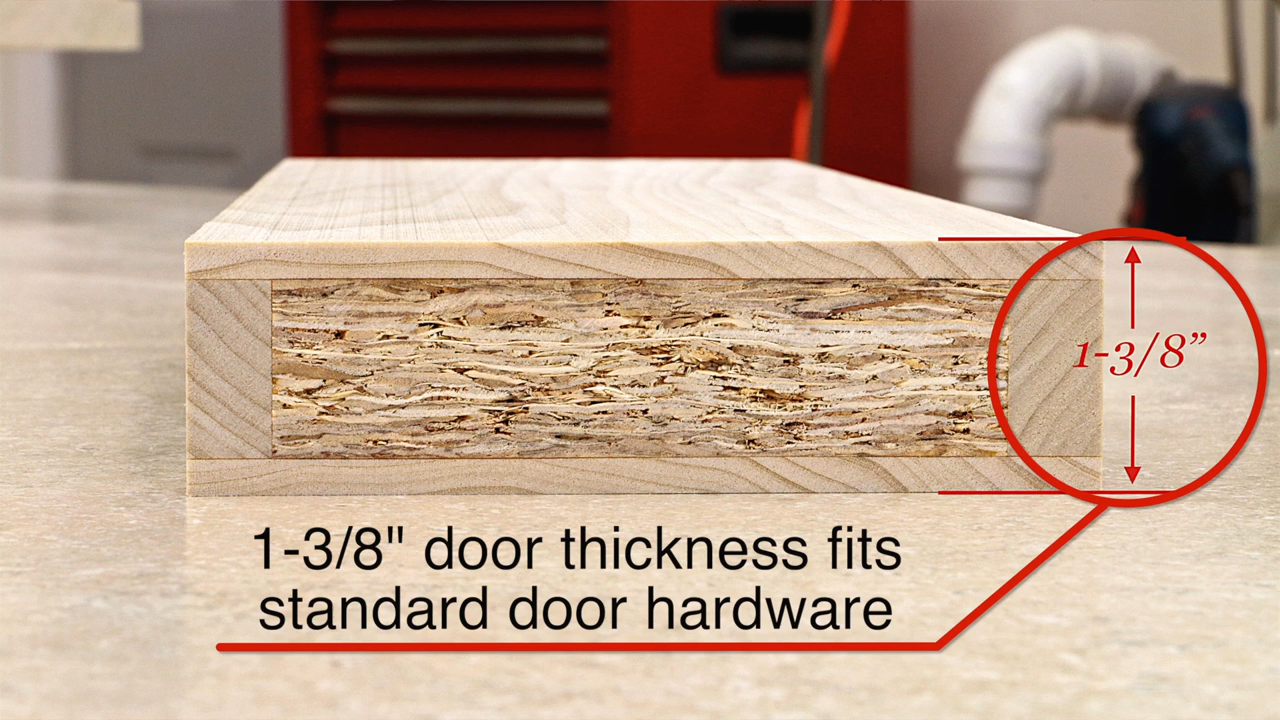 1-3/8”
1-3/8" door thickness fits
standard door hardware